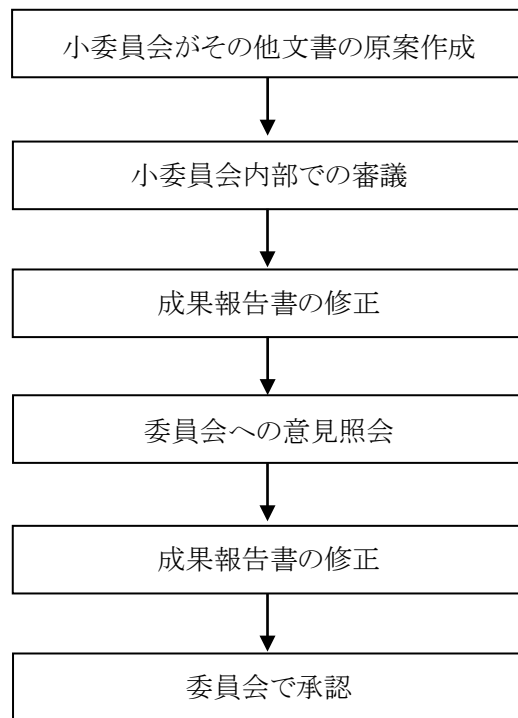 小委員会がその他文書の原案作成
小委員会内部での審議
成果報告書の修正
委員会への意見照会
成果報告書の修正
委員会で承認